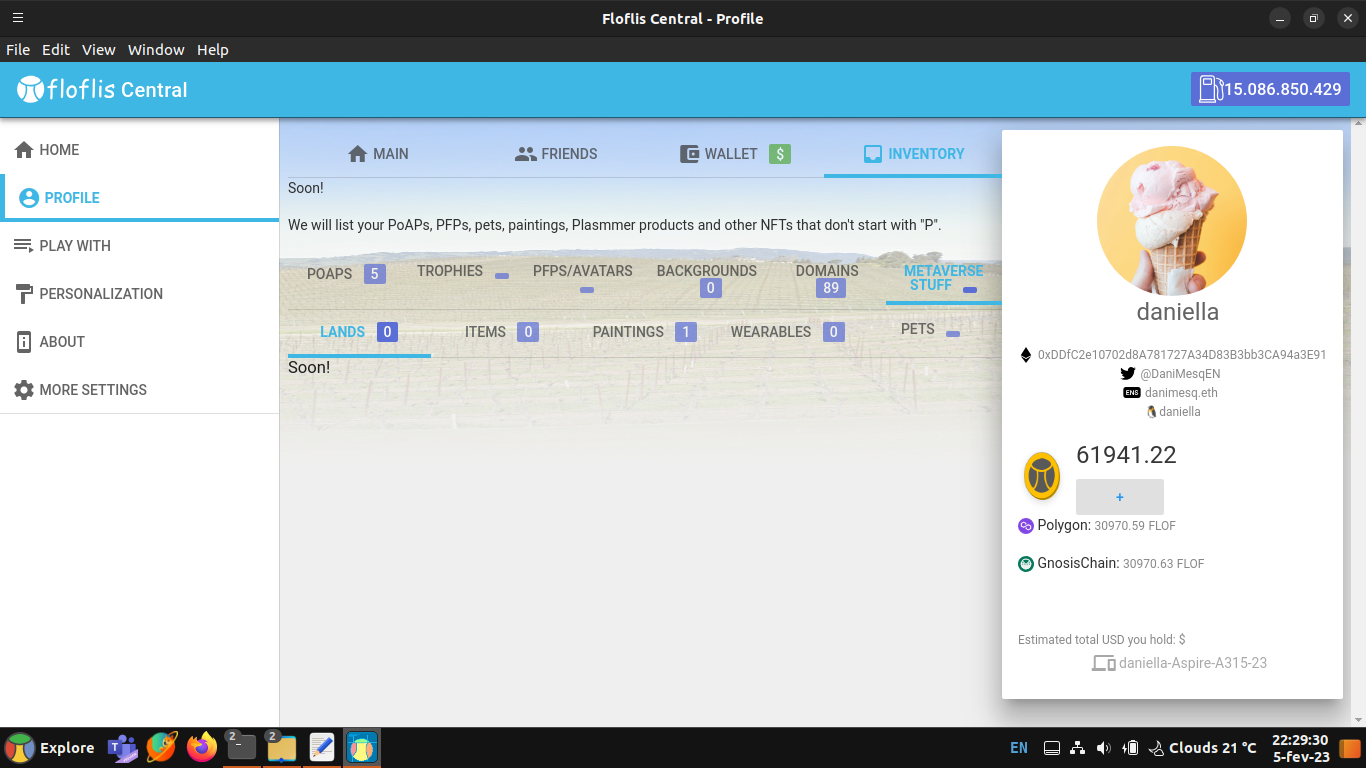 Floflis Central - Profile
File Edit View Window Help
floflis Central
15.086.850.429
HOME
PROFILE
PLAY WITH
PERSONALIZATION
ABOUT
MORE SETTINGS
MAIN FRIENDS WALLET $ INVENTORY
Soon!
We will list your PoAPs, PFPs, pets, paintings, Plasmmer products and other NFTs that don't start with "P".
POAPS 5 TROPHIES PFPS/AVATARS BACKGROUNDS 0 DOMAINS 89 METAVERSE STUFF
LANDS 0 ITEMS 0 PAINTINGS 1 WEARABLES 0 PETS
Soon!
daniella
0xDDfC2e10702d8A781727A34D83B3bb3CA94a3E91
@DaniMesqEN
ENS danimesq.eth
daniella
61941.22
+
Polygon: 30970.59 FLOF
GnosisChain: 30970.63 FLOF
Estimated total USD you hold: $
daniella-Aspire-A315-23
Explore 2 2 EN Clouds 21 °C 22:29:30
5-fev-23